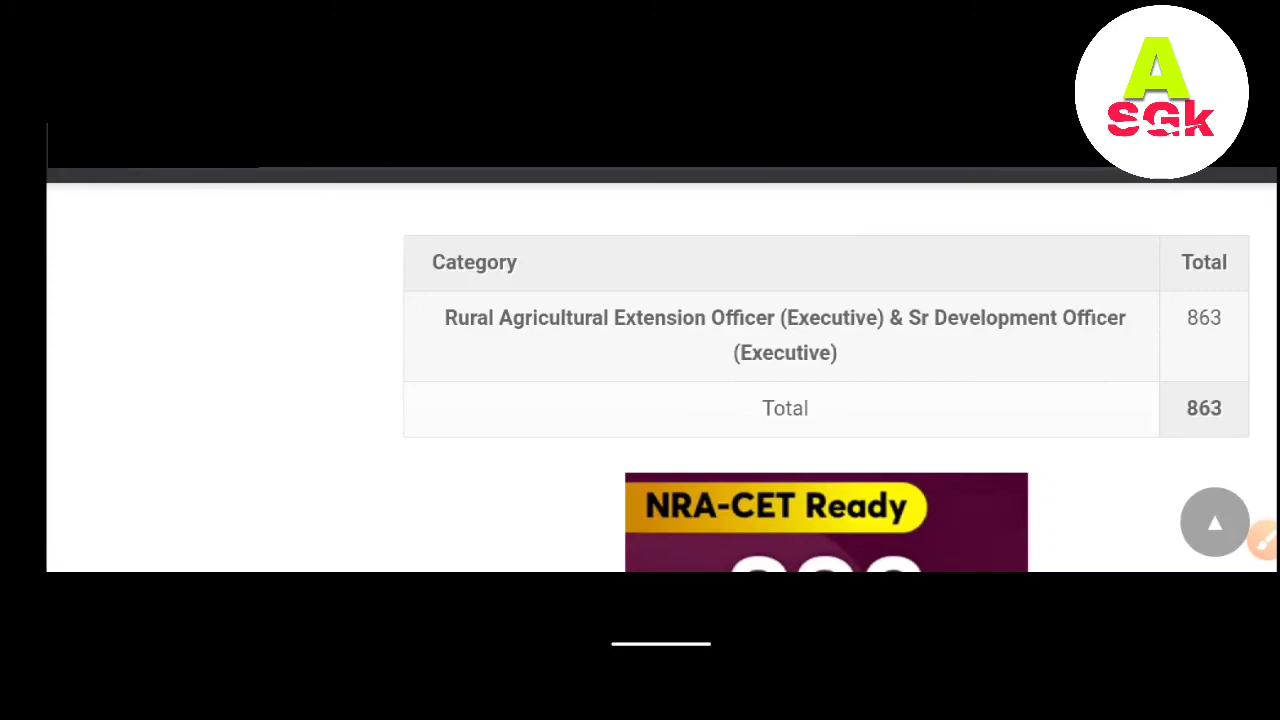 A
SGk
Category Total
Rural Agricultural Extension Officer (Executive) & Sr Development Officer 863
(Executive)
Total 863
NRA-CET Ready